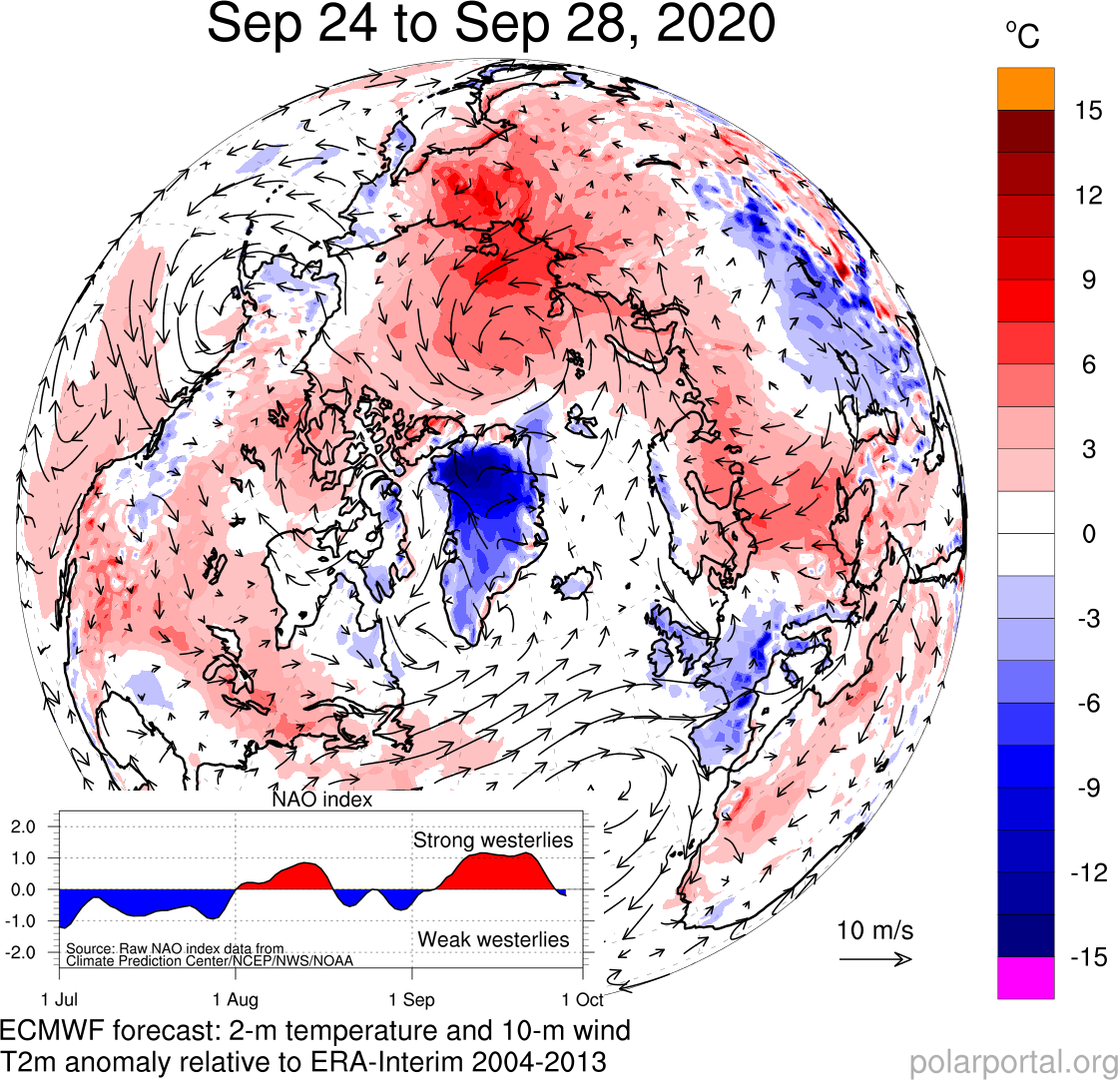 Sep 24 to Sep 28, 2020
°C
15
12
9
6
3
0
-3
-6
-9
-12
-15
10 m/s
NAO index
2.0
1.0
0.0
-1.0
-2.0
Strong westerlies
Weak westerlies
Source: Raw NAO index data from
Climate Prediction Center/NCEP/NWS/NOAA
1 Jul
1 Aug
1 Sep
1 Oct
ECMWF forecast: 2-m temperature and 10-m wind
T2m anomaly relative to ERA-Interim 2004-2013
polarportal.org